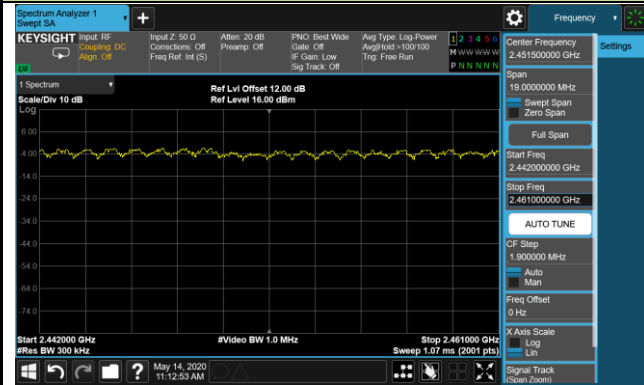 Spectrum Analyzer 1
Swept SA
Frequency
KEYSIGHT
Input: RF
Coupling: DC
Align: Off
Input Z: 50 Ω
Corrections: Off
Freq Ref: Int (S)
Atten: 20 dB
Preamp: Off
PNO: Best Wide
Gate: Off
IF Gain: Low
Sig Track: Off
Avg Type: Log-Power
Avg|Hold:>100/100
Trig: Free Run
1 2 3 4 5 6
M W W W W W
P N N N N N
1 Spectrum
Scale/Div 10 dB
Ref Lvl Offset 12.00 dB
Ref Level 16.00 dBm
Log
6.00
-4.00
-14.0
-24.0
-34.0
-44.0
-54.0
-64.0
-74.0
Start 2.442000 GHz
#Res BW 300 kHz
#Video BW 1.0 MHz
Stop 2.461000 GHz
Sweep 1.07 ms (2001 pts)
May 14, 2020
11:12:53 AM
Center Frequency
2.451500000 GHz
Settings
Span
19.0000000 MHz
Swept Span
Zero Span
Full Span
Start Freq
2.442000000 GHz
Stop Freq
2.461000000 GHz
AUTO TUNE
CF Step
1.900000 MHz
Auto
Man
Freq Offset
0 Hz
X Axis Scale
Log
Lin
Signal Track
(Span Zoom)